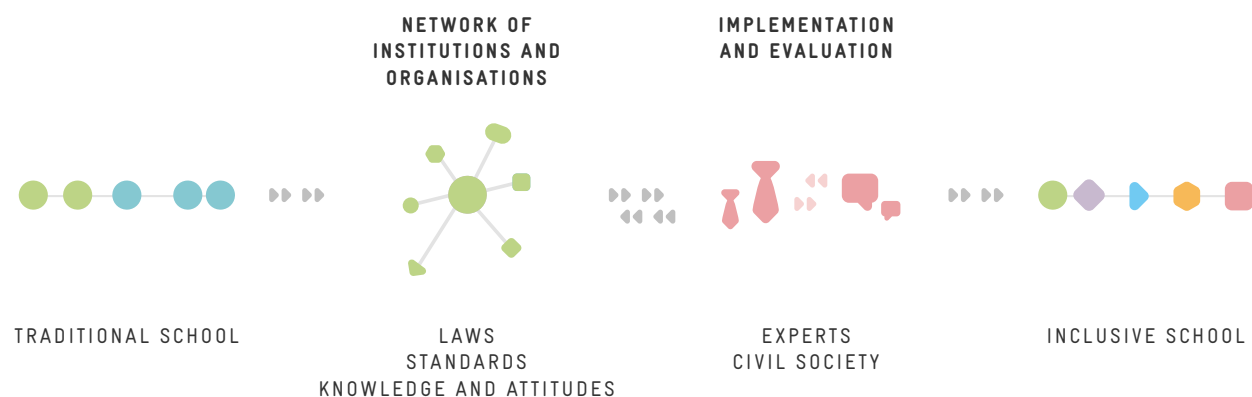 NETWORK OF
INSTITUTIONS AND
ORGANISATIONS
IMPLEMENTATION
AND EVALUATION
TRADITIONAL SCHOOL
LAWS
STANDARDS
KNOWLEDGE AND ATTITUDES
EXPERTS
CIVIL SOCIETY
INCLUSIVE SCHOOL